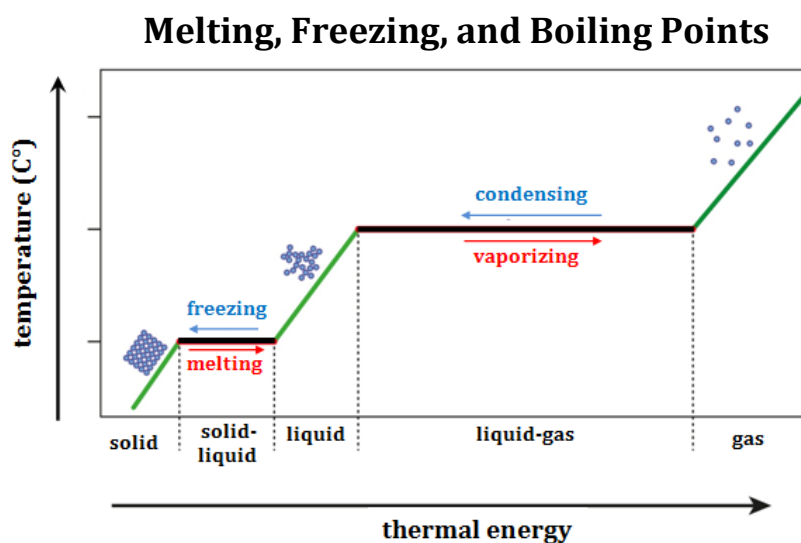 Melting, Freezing, and Boiling Points
temperature (C°)
condensing
vaporizing
freezing
melting
solid
solid-
liquid
liquid
liquid-gas
gas
thermal energy